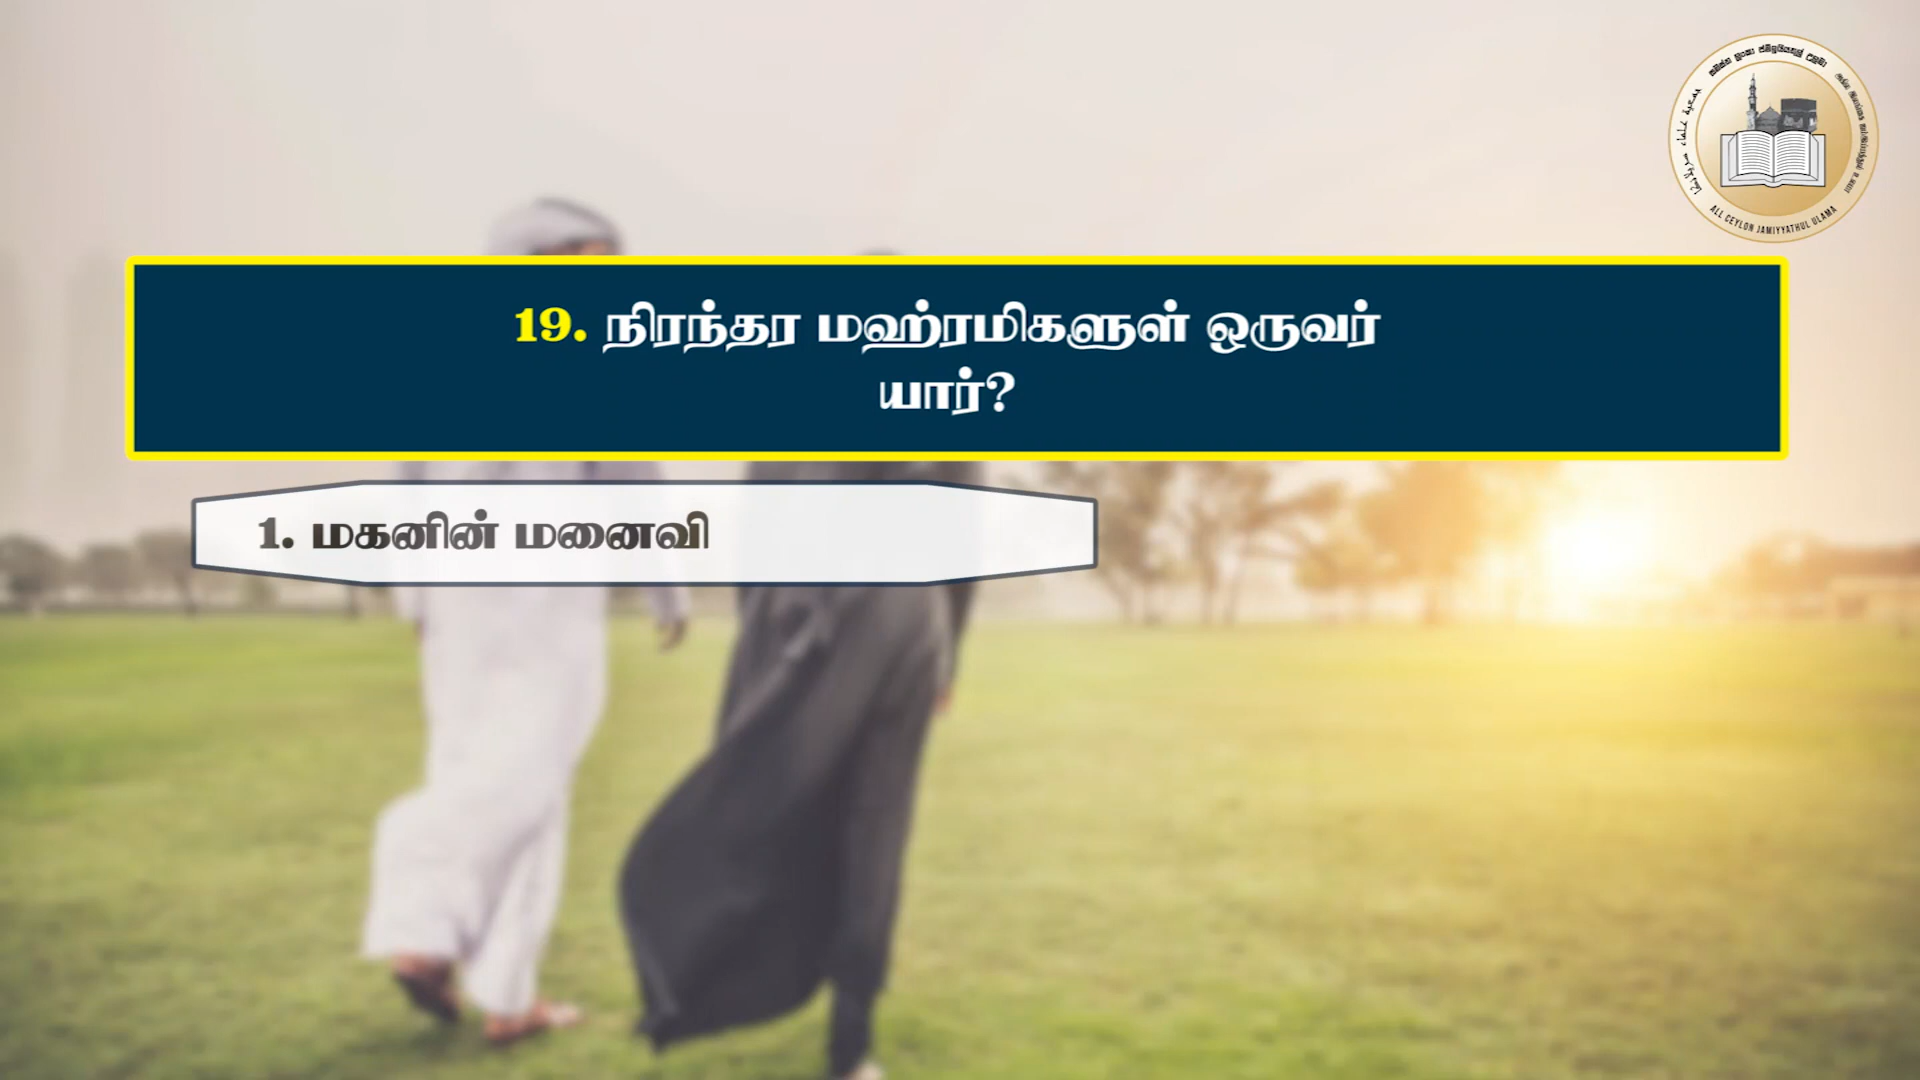 ALL CEYLON JAMIYYATHUL ULAMA
19. நிரந்தர மஹ்ரமிகளுள் ஒருவர்
யார்?
1. மகனின் மனைவி